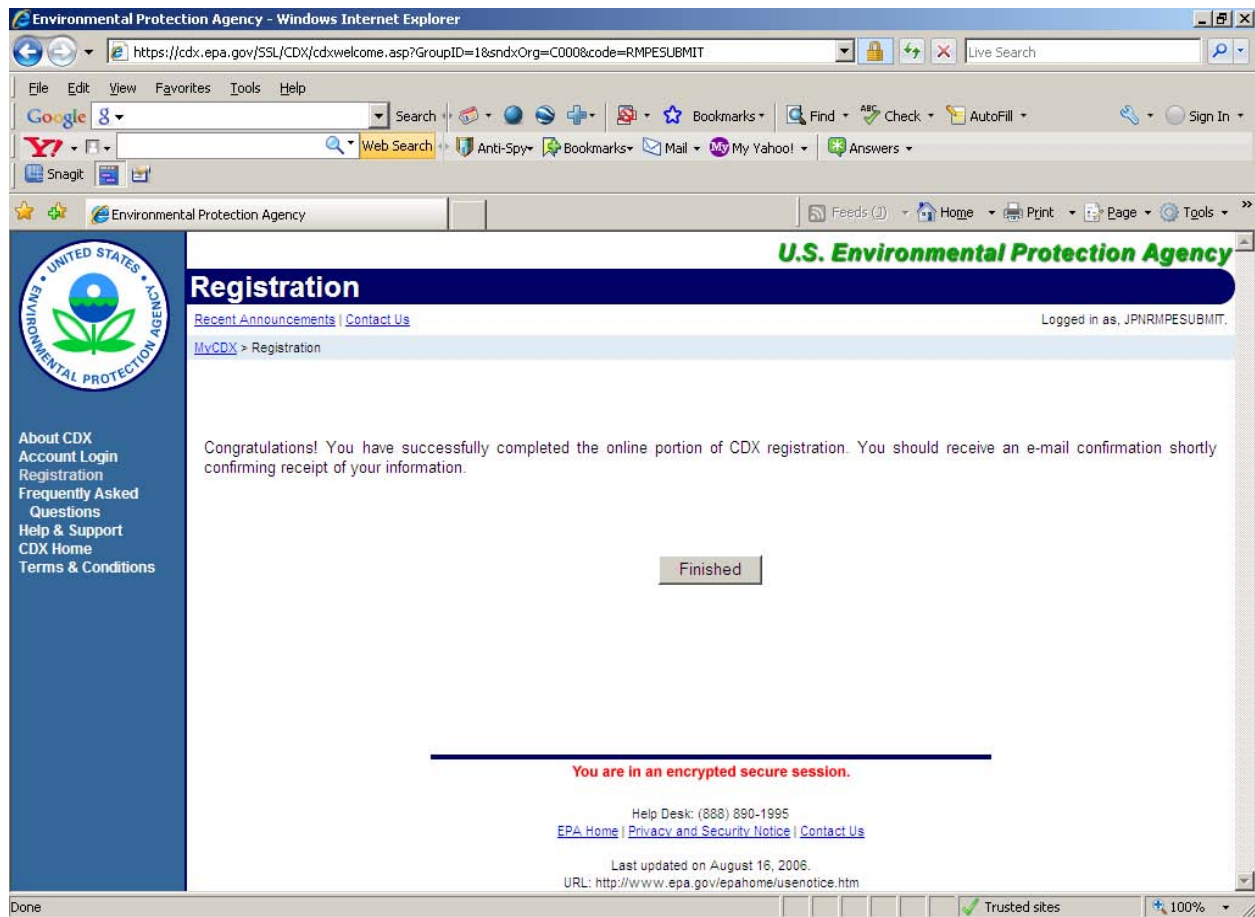 Environmental Protection Agency - Windows Internet Explorer
https://cdx.epa.gov/SSL/CDX/cdxwelcome.asp?GroupID=1&sndxOrg=C000&code=RMPESUBMIT
Live Search
File Edit View Favorites Tools Help
Google Search Bookmarks Find Check AutoFill Sign In
Y! Web Search Anti-Spy Bookmarks Mail My Yahoo! Answers
Snagit
Environmental Protection Agency Feeds (J) Home Print Page Tools »
U.S. Environmental Protection Agency
UNITED STATES ENVIRONMENTAL PROTECTION AGENCY
Registration
Recent Announcements | Contact Us Logged in as, JPNRMPESUBMIT.
MyCDX > Registration
About CDX
Account Login
Registration
Frequently Asked
Questions
Help & Support
CDX Home
Terms & Conditions
Congratulations! You have successfully completed the online portion of CDX registration. You should receive an e-mail confirmation shortly
confirming receipt of your information.
Finished
You are in an encrypted secure session.
Help Desk: (888) 890-1995
EPA Home | Privacy and Security Notice | Contact Us
Last updated on August 16, 2006.
URL: http://www.epa.gov/epahome/usenotice.htm
Done Trusted sites 100%